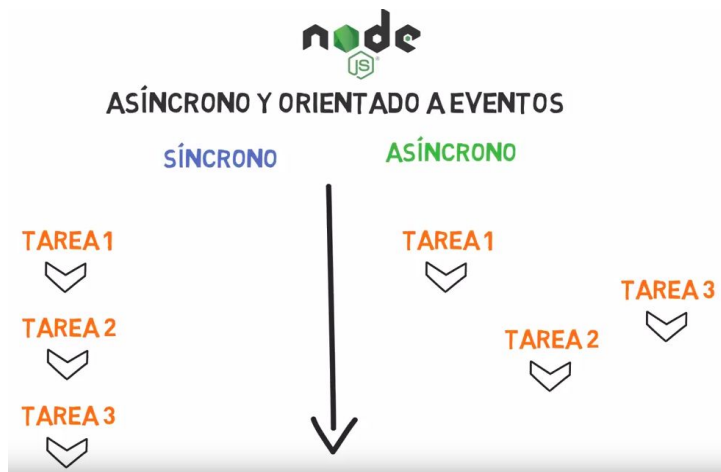 node
JS
ASÍNCRONO Y ORIENTADO A EVENTOS
SÍNCRONO
ASÍNCRONO
TAREA 1
TAREA 2
TAREA 3
TAREA 1
TAREA 3
TAREA 2